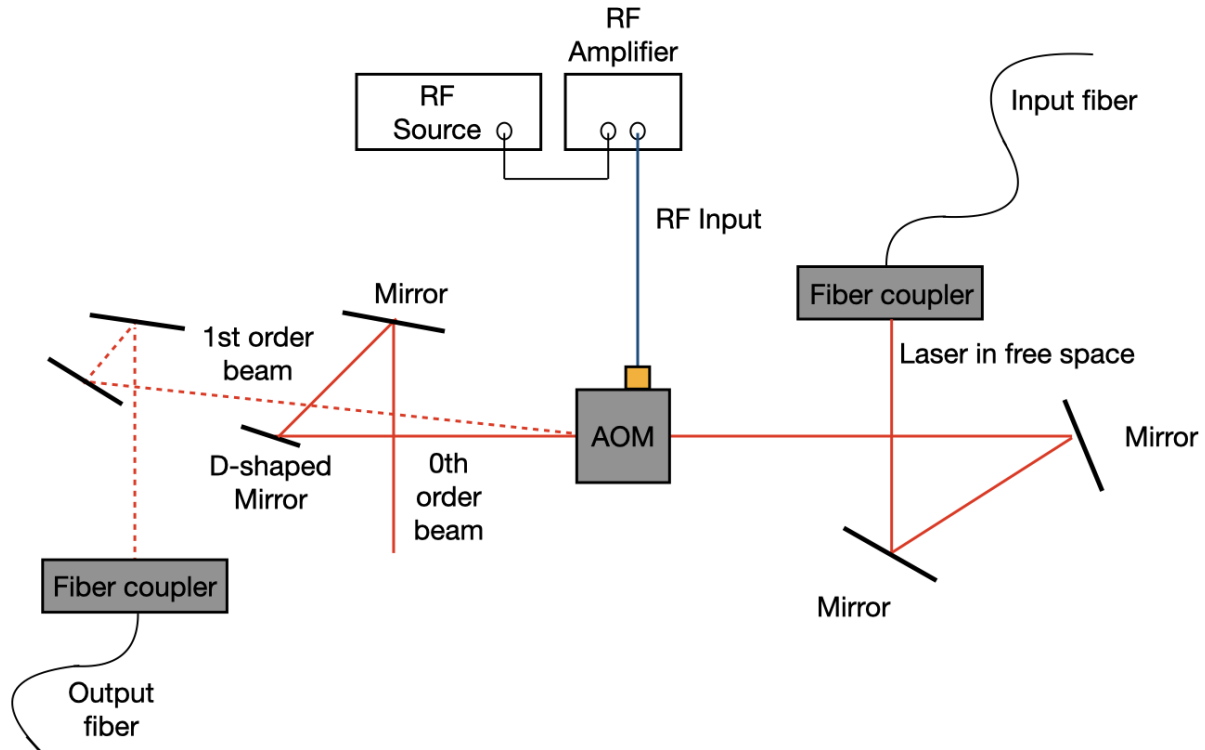 RF
Amplifier
RF
Source
Input fiber
RF Input
Fiber coupler
Mirror
1st order
beam
Laser in free space
AOM
Mirror
D-shaped
Mirror
0th
order
beam
Fiber coupler
Mirror
Output
fiber